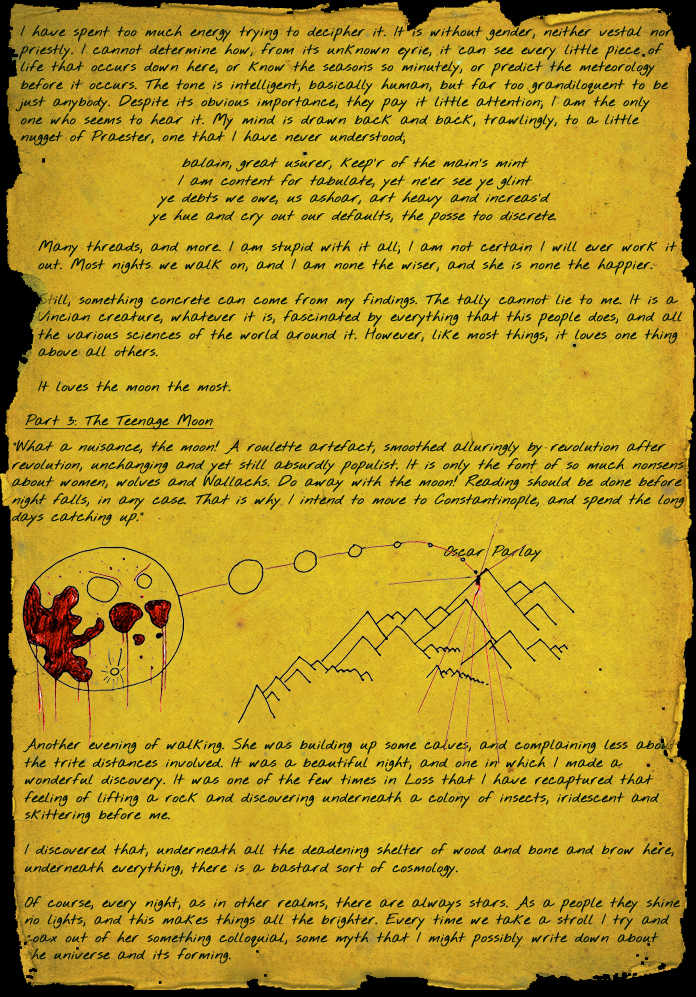 I have spent too much energy trying to decipher it. It is without gender, neither vestal nor
priestly. I cannot determine how, from its unknown eyrie, it can see every little piece of
life that occurs down here, or know the seasons so minutely, or predict the meteorology
before it occurs. The tone is intelligent, basically human, but far too grandiloquent to be
just anybody. Despite its obvious importance, they pay it little attention; I am the only
one who seems to hear it. My mind is drawn back and back, trawlingly, to a little
nugget of Praester, one that I have never understood,
balain, great usurer, keep'r of the main's mint
I am content for tabulate, yet ne'er see ye glint
ye debts we owe, us ashoar, art heavy and increas'd
ye hue and cry out our defaults, the posse too discrete.
Many threads, and more. I am stupid with it all; I am not certain I will ever work it
out. Most nights we walk on, and I am none the wiser, and she is none the happier.
Still, something concrete can come from my findings. The tally cannot lie to me. It is a
Vincian creature, whatever it is, fascinated by everything that this people does, and all
the various sciences of the world around it. However, like most things, it loves one thing
above all others.
It loves the moon the most.
Part 3: The Teenage Moon
"What a nuisance, the moon! A roulette artefact, smoothed alluringly by revolution after
revolution, unchanging and yet still absurdly populist. It is only the font of so much nonsens
about women, wolves and Wallachs. Do away with the moon! Reading should be done before
night falls, in any case. That is why I intend to move to Constantinople, and spend the long
days catching up."
Oscar Parlay
Another evening of walking. She was building up some calves, and complaining less about
the trite distances involved. It was a beautiful night, and one in which I made a
wonderful discovery. It was one of the few times in Loss that I have recaptured that
feeling of lifting a rock and discovering underneath a colony of insects, iridescent and
skittering before me.
I discovered that, underneath all the deadening shelter of wood and bone and brow here,
underneath everything, there is a bastard sort of cosmology.
Of course, every night, as in other realms, there are always stars. As a people they shine
no lights, and this makes things all the brighter. Every time we take a stroll I try and
coax out of her something colloquial, some myth that I might possibly write down about
the universe and its forming.